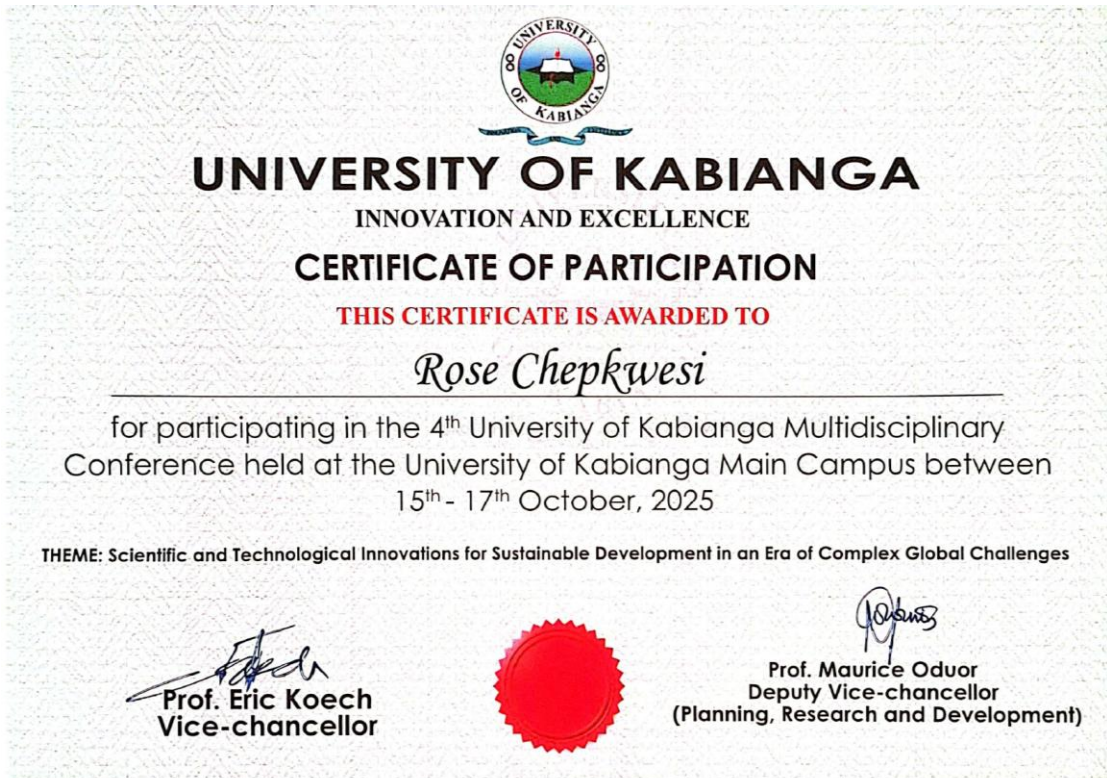 UNIVERSITY
OF KABIANGA
UNIVERSITY OF KABIANGA
INNOVATION AND EXCELLENCE
CERTIFICATE OF PARTICIPATION
THIS CERTIFICATE IS AWARDED TO
Rose Chepkwesi
for participating in the 4th University of Kabianga Multidisciplinary
Conference held at the University of Kabianga Main Campus between
15th - 17th October, 2025
THEME: Scientific and Technological Innovations for Sustainable Development in an Era of Complex Global Challenges
Prof. Eric Koech
Vice-chancellor
Prof. Maurice Oduor
Deputy Vice-chancellor
(Planning, Research and Development)